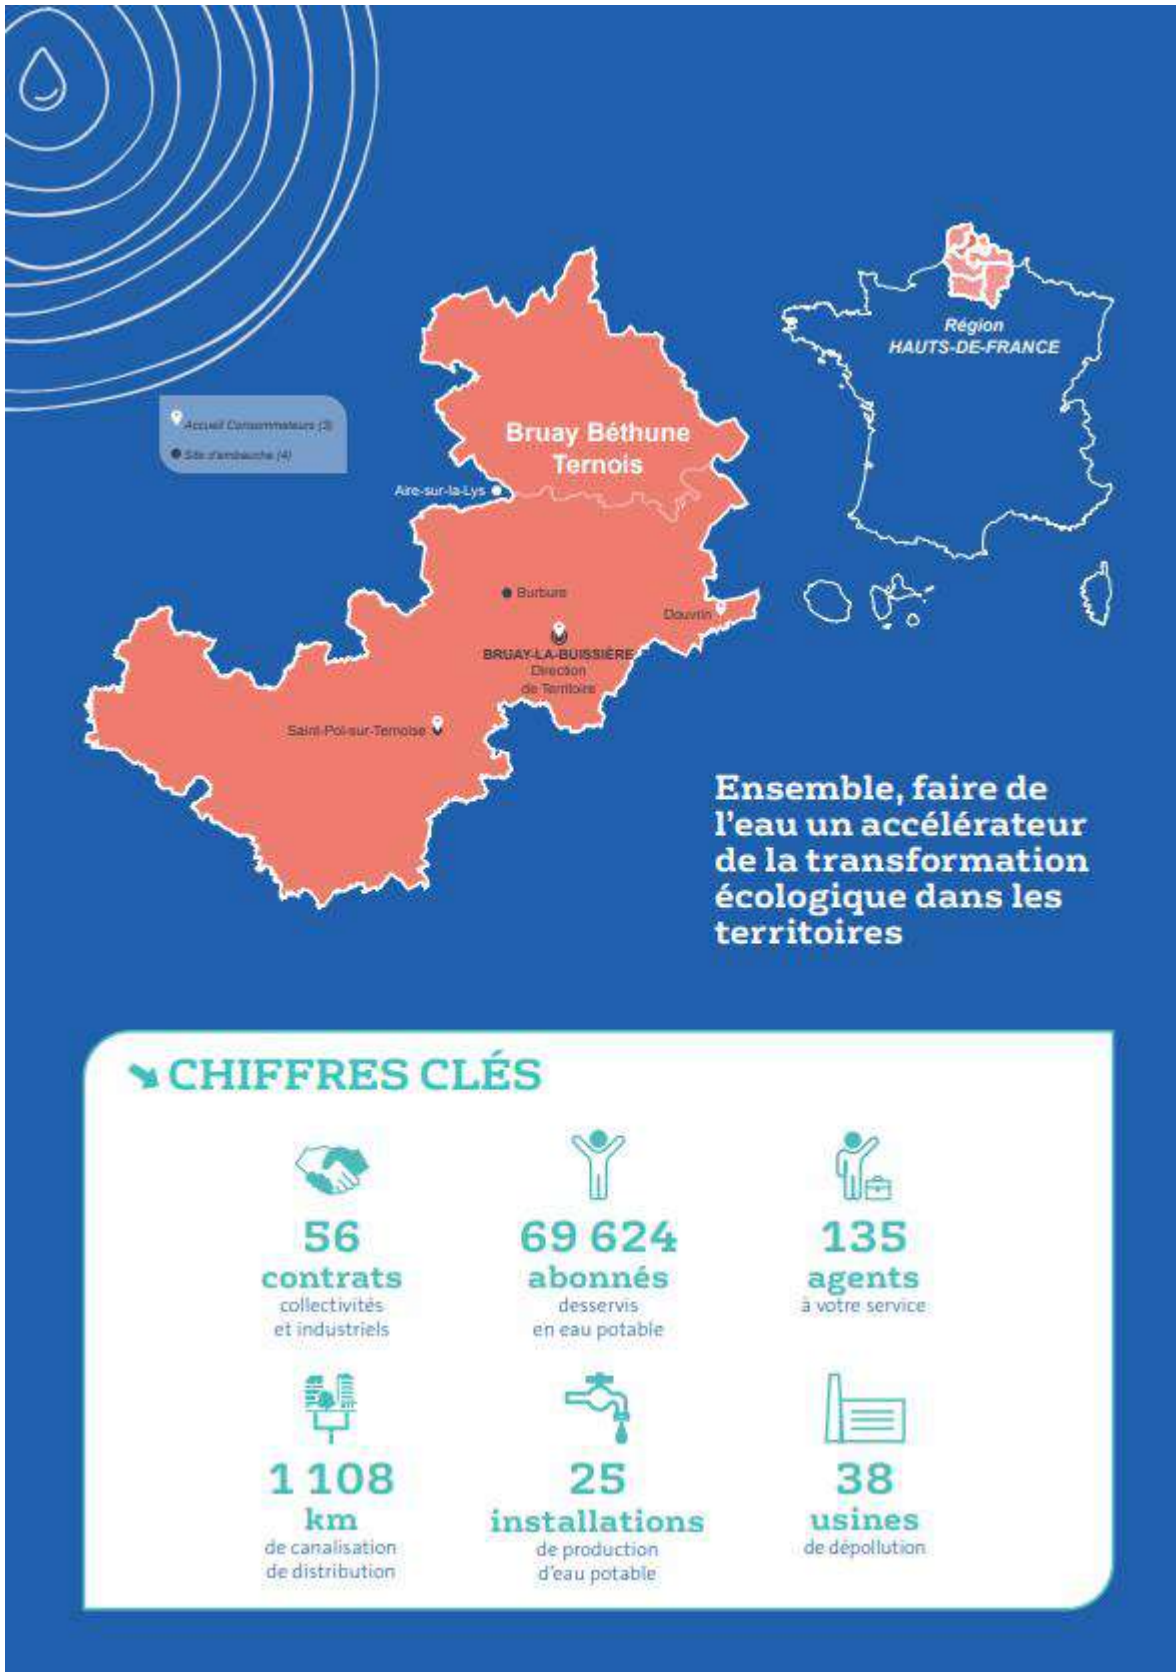 Région
HAUTS-DE-FRANCE
Accueil Consommateurs (3)
Site d'embauche (4)
Bruay Béthune
Ternois
Aire-sur-la-Lys
Burbure
Douvrin
BRUAY-LA-BUISSIÈRE
Direction
de Territoire
Saint-Pol-sur-Ternoise
Ensemble, faire de
l'eau un accélérateur
de la transformation
écologique dans les
territoires
CHIFFRES CLÉS
56
contrats
collectivités
et industriels
69 624
abonnés
desservis
en eau potable
135
agents
à votre service
1 108
km
de canalisation
de distribution
25
installations
de production
d'eau potable
38
usines
de dépollution